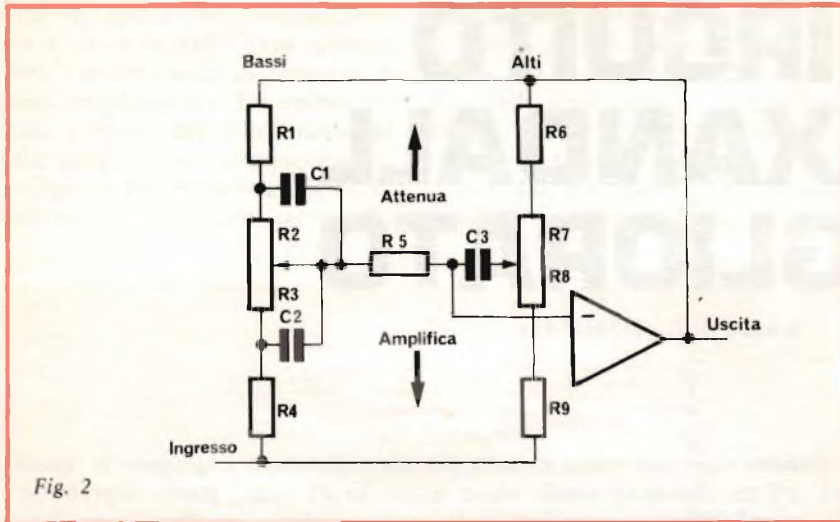 Bassi Alti
R1 R6
C1
Attenua
R2 R 5 C3 R7
R3 R8
C2
−
Uscita
Amplifica
R4 R9
Ingresso
Fig. 2